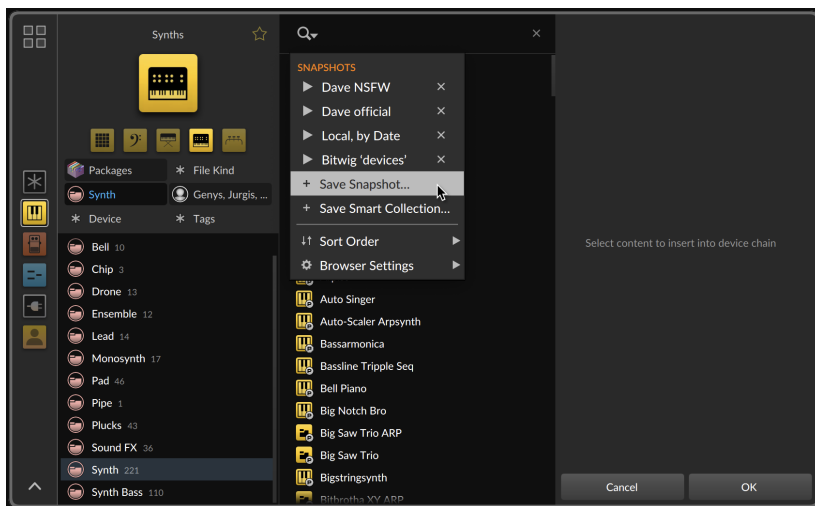 Synths
Packages
File Kind
Synth
Genys, Jurgis, ...
Device
Tags
Bell 10
Chip 3
Drone 13
Ensemble 12
Lead 14
Monosynth 17
Pad 46
Pipe 1
Plucks 43
Sound FX 36
Synth 221
Synth Bass 110
SNAPSHOTS
Dave NSFW
Dave official
Local, by Date
Bitwig ‘devices’
+ Save Snapshot...
+ Save Smart Collection...
Sort Order
Browser Settings
Auto Singer
Auto-Scaler Arpsynth
Bassarmonica
Bassline Tripple Seq
Bell Piano
Big Notch Bro
Big Saw Trio ARP
Big Saw Trio
Bigstringsynth
Bithrotha XY ARP
Select content to insert into device chain
Cancel
OK